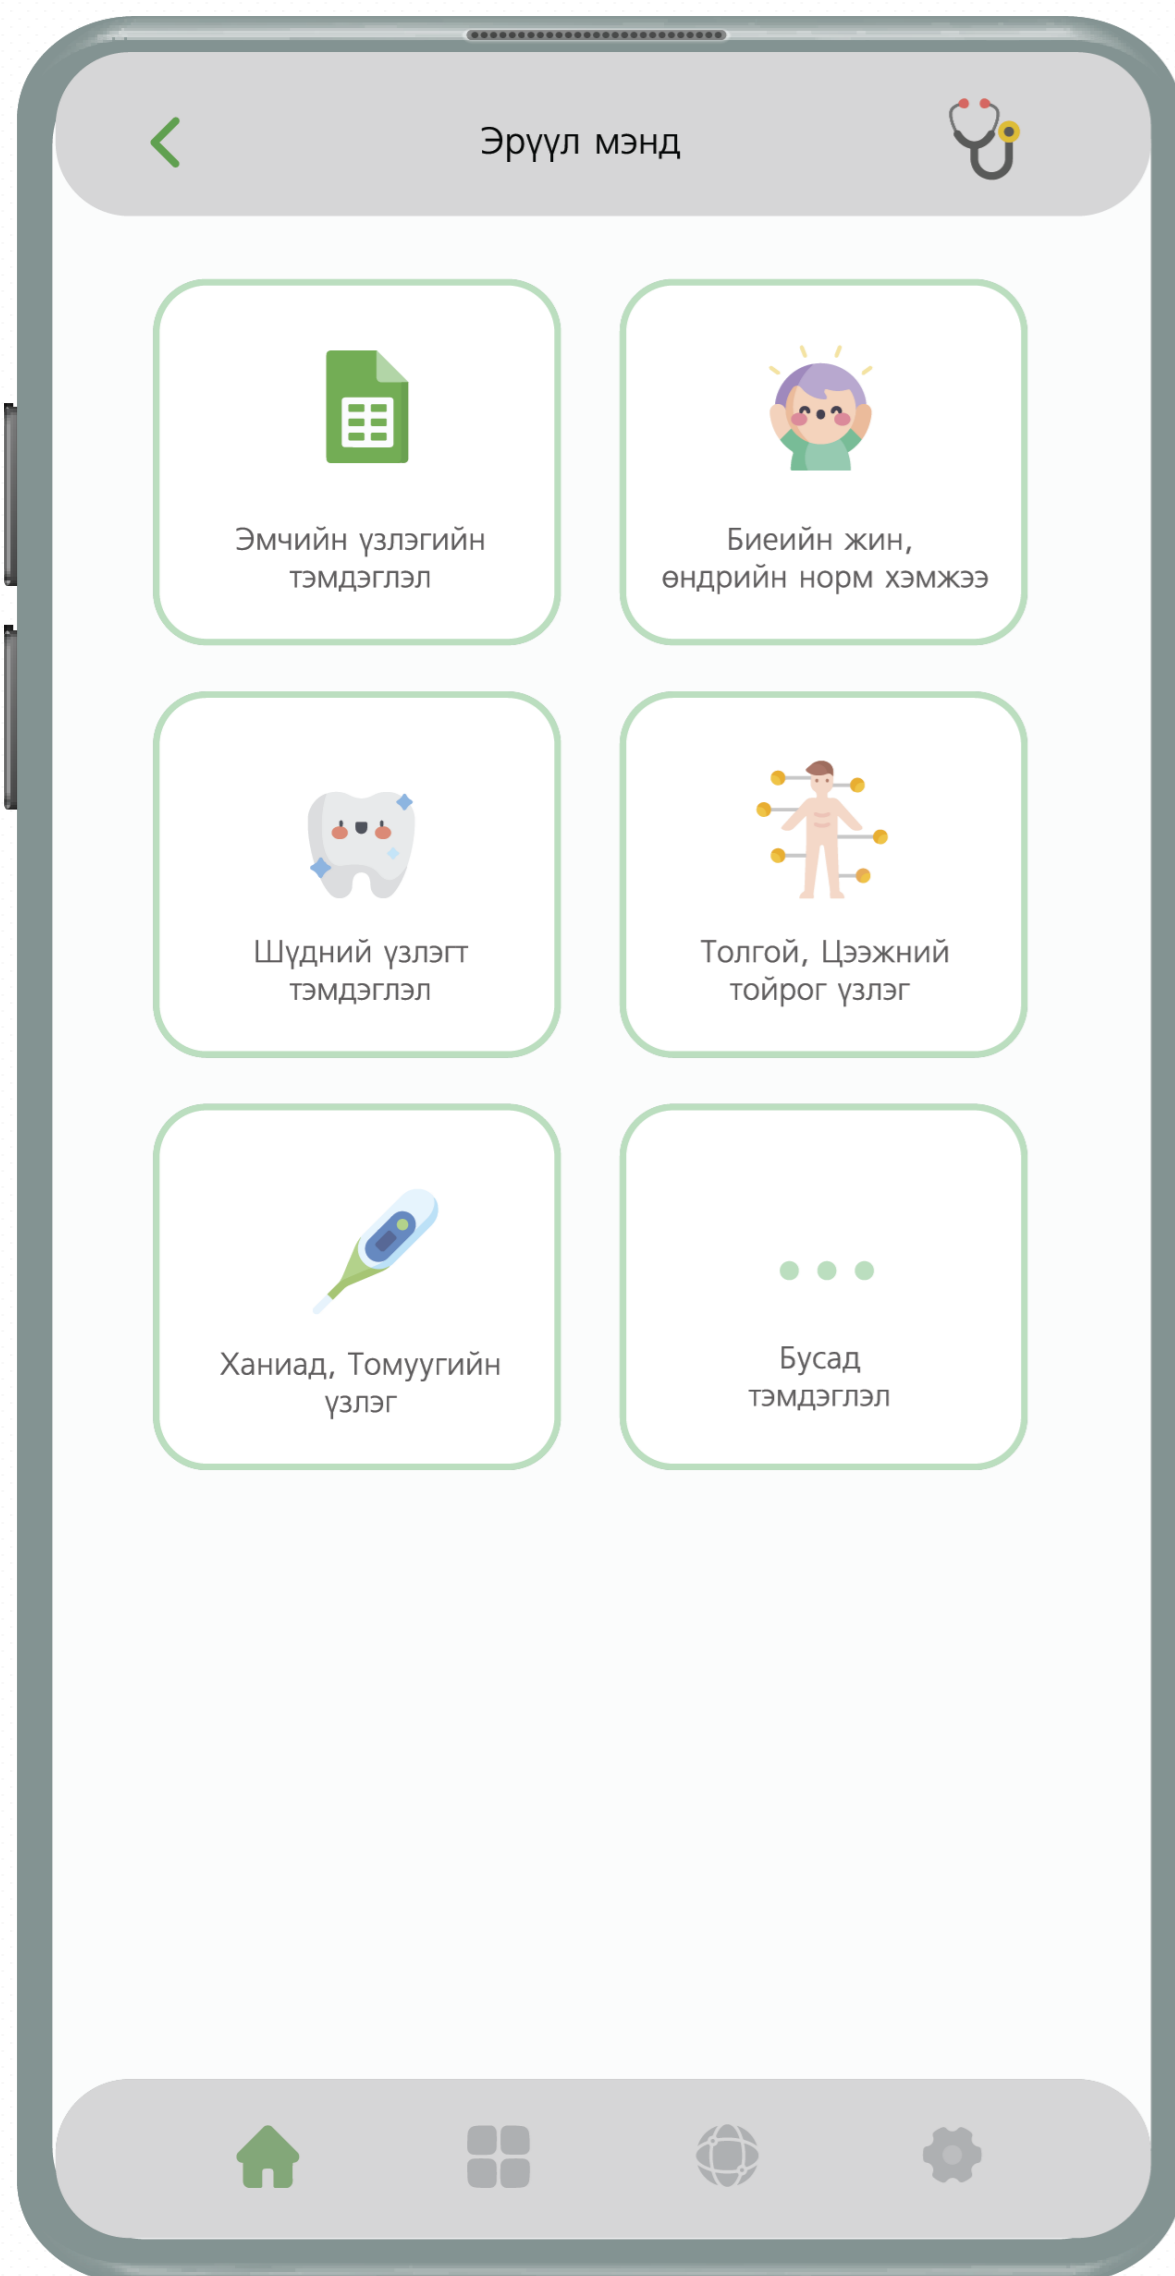 Эрүүл мэнд
Эмчийн үзлэгийн
тэмдэглэл
Биеийн жин,
өндрийн норм хэмжээ
Шүдний үзлэгт
тэмдэглэл
Толгой, Цээжний
тойрог үзлэг
Ханиад, Томуугийн
үзлэг
Бусад
тэмдэглэл